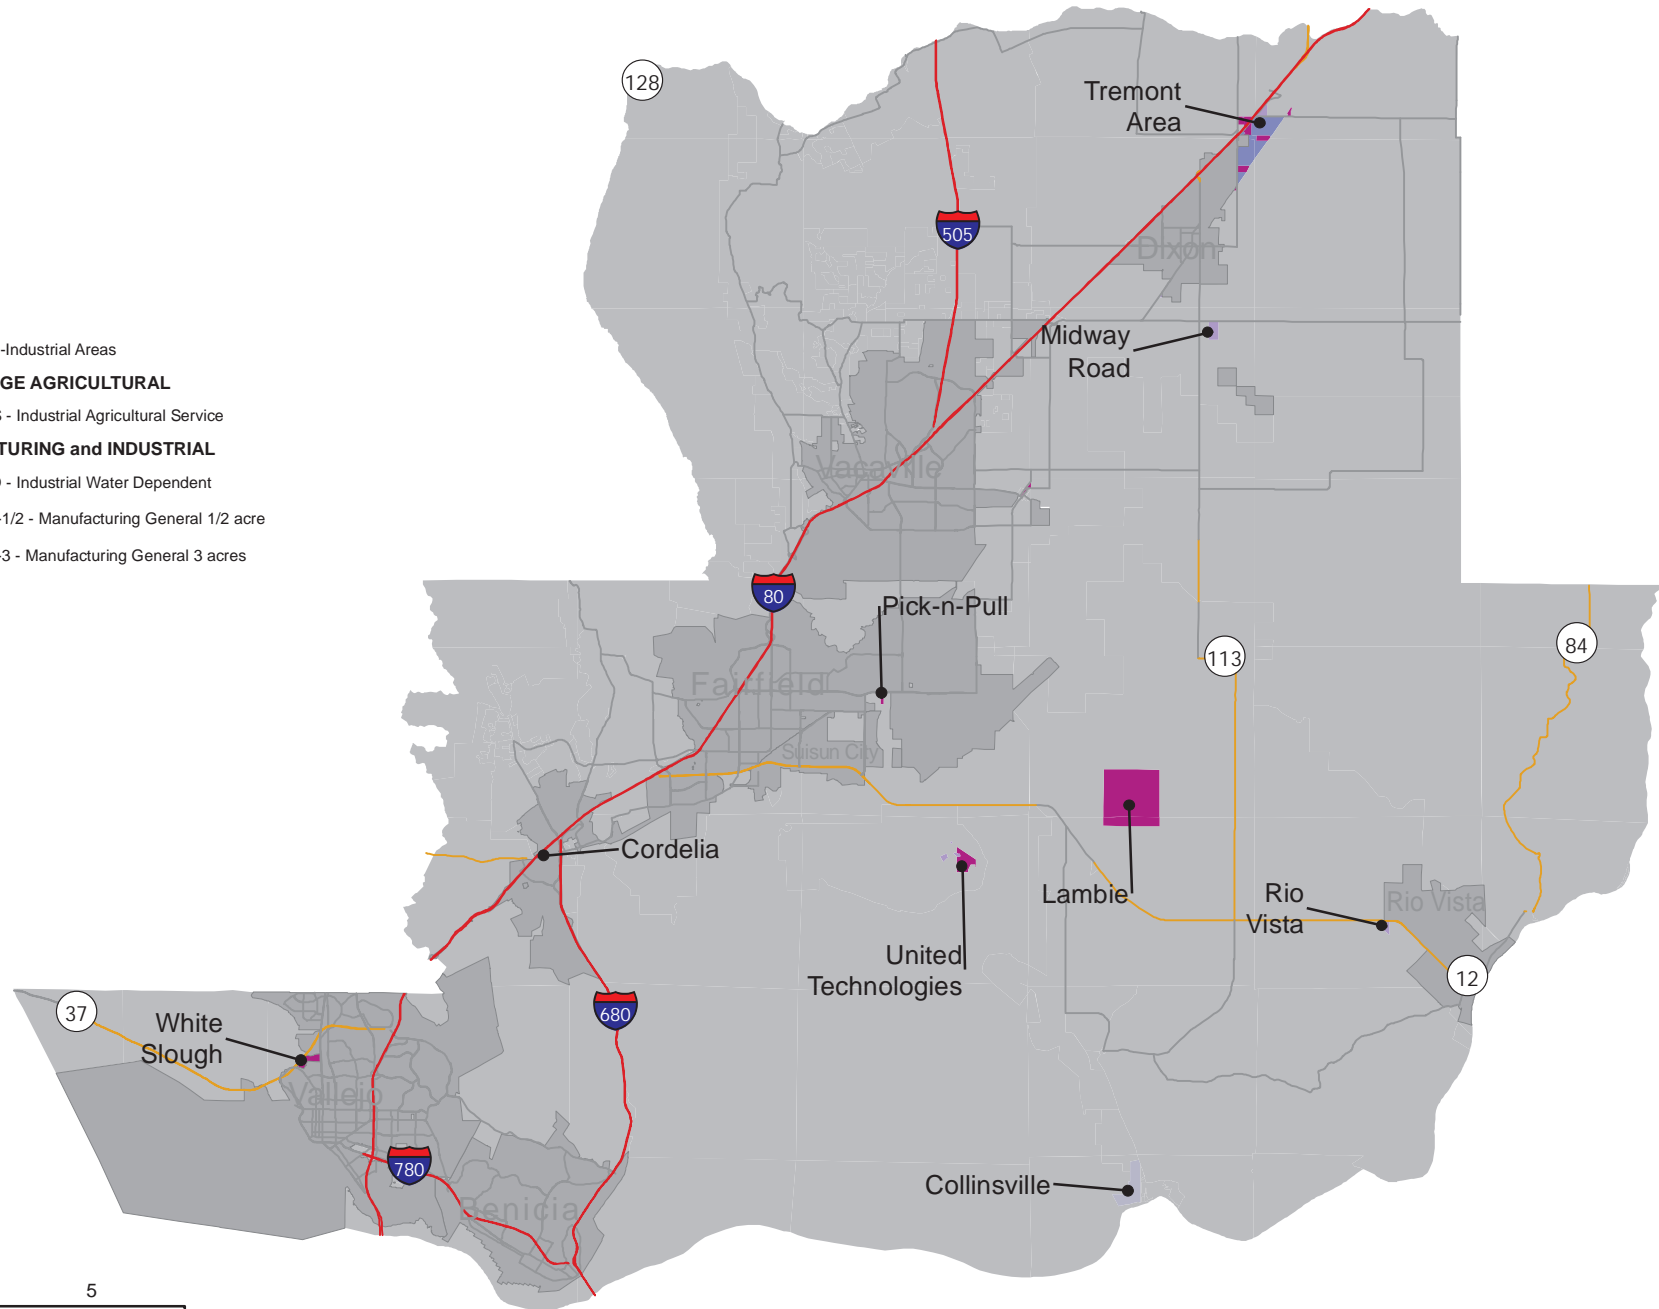 128
Tremont
Area
505
Dixon
Midway
Road
-Industrial Areas
GE AGRICULTURAL
- Industrial Agricultural Service
TURING and INDUSTRIAL
- Industrial Water Dependent
-1/2 - Manufacturing General 1/2 acre
-3 - Manufacturing General 3 acres
Vacaville
80
Pick-n-Pull
113
84
Fairfield
Suisun City
Cordelia
Lambie
Rio
Vista
Rio Vista
United
Technologies
12
37
White
Slough
680
Vallejo
780
Benicia
Collinsville
5